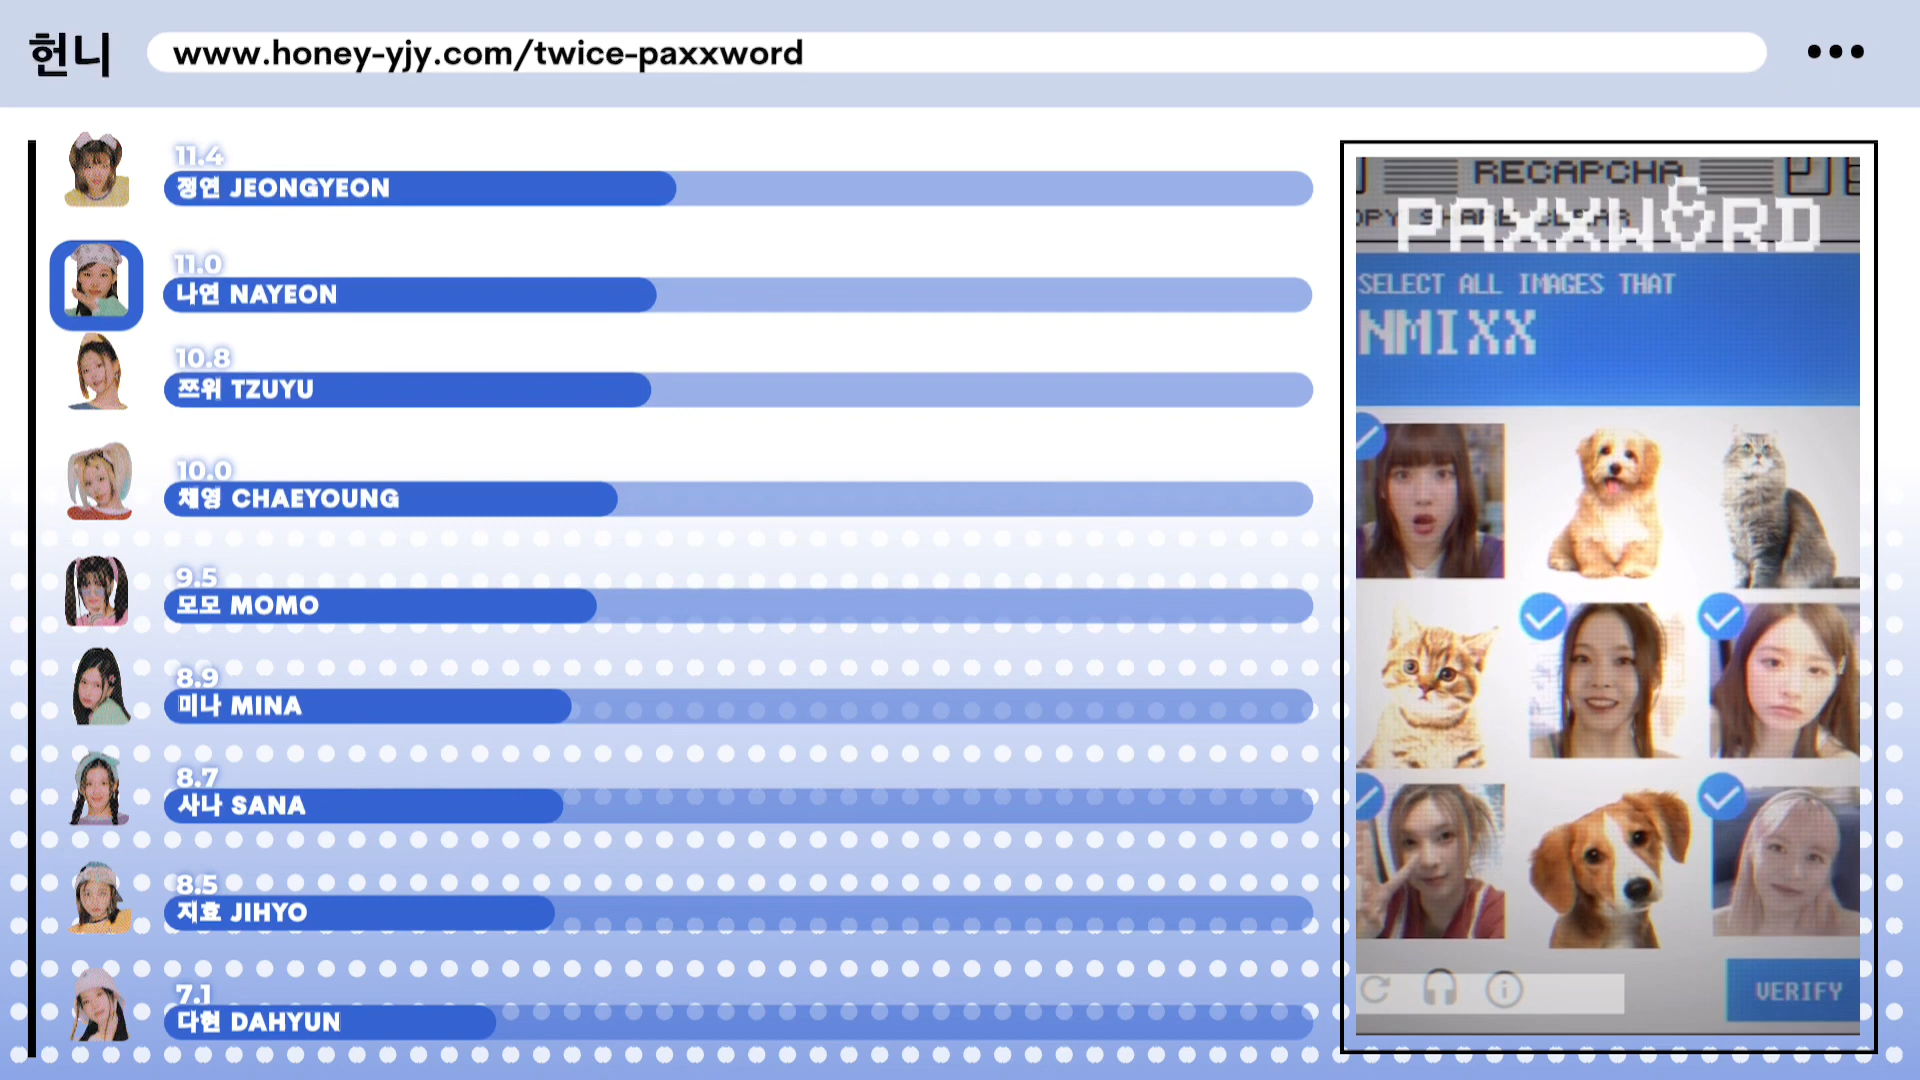 헌니
www.honey-yjy.com/twice-paxxword
11.4
정연 JEONGYEON
11.0
나연 NAYEON
10.8
쯔위 TZUYU
10.0
채영 CHAEYOUNG
9.5
모모 MOMO
8.9
미나 MINA
8.7
사나 SANA
8.5
지효 JIHYO
7.1
다현 DAHYUN
RECAPCHA
OPY SHARE CLEAR
PAXXWORD
SELECT ALL IMAGES THAT
NMIXX
VERIFY